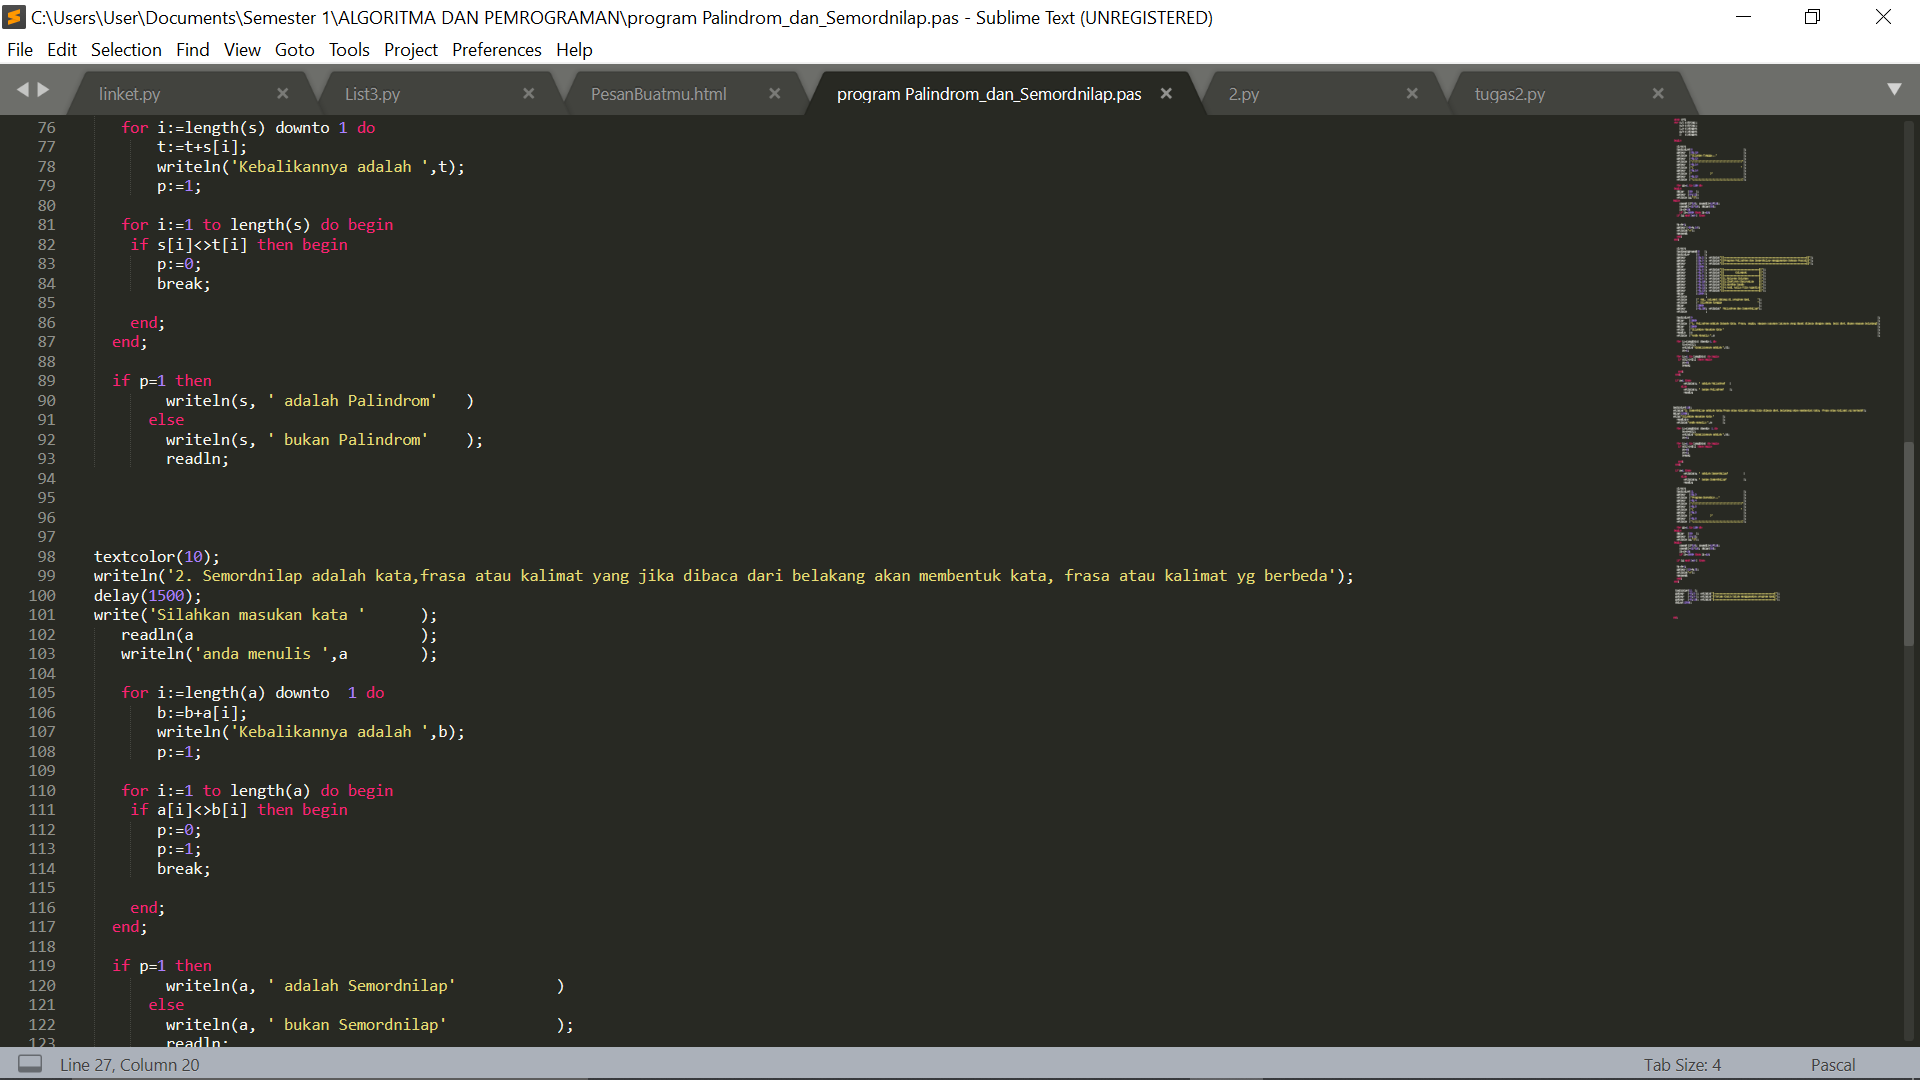 C:\Users\User\Documents\Semester 1\ALGORITMA DAN PEMROGRAMAN\program Palindrom_dan_Semordnilap.pas - Sublime Text (UNREGISTERED)
File Edit Selection Find View Goto Tools Project Preferences Help
linket.py List3.py PesanBuatmu.html program Palindrom_dan_Semordnilap.pas 2.py tugas2.py
76 for i:=length(s) downto 1 do
77 t:=t+s[i];
78 writeln('Kebalikannya adalah ',t);
79 p:=1;
80
81 for i:=1 to length(s) do begin
82 if s[i]<>t[i] then begin
83 p:=0;
84 break;
85
86 end;
87 end;
88
89 if p=1 then
90 writeln(s, ' adalah Palindrom'   )
91 else
92 writeln(s, ' bukan Palindrom'    );
93 readln;
94
95
96
97
98 textcolor(10);
99 writeln('2. Semordnilap adalah kata,frasa atau kalimat yang jika dibaca dari belakang akan membentuk kata, frasa atau kalimat yg berbeda');
100 delay(1500);
101 write('Silahkan masukan kata '      );
102 readln(a                         );
103 writeln('anda menulis ',a        );
104
105 for i:=length(a) downto  1 do
106 b:=b+a[i];
107 writeln('Kebalikannya adalah ',b);
108 p:=1;
109
110 for i:=1 to length(a) do begin
111 if a[i]<>b[i] then begin
112 p:=0;
113 p:=1;
114 break;
115
116 end;
117 end;
118
119 if p=1 then
120 writeln(a, ' adalah Semordnilap'           )
121 else
122 writeln(a, ' bukan Semordnilap'            );
123 readln;
Line 27, Column 20 Tab Size: 4 Pascal